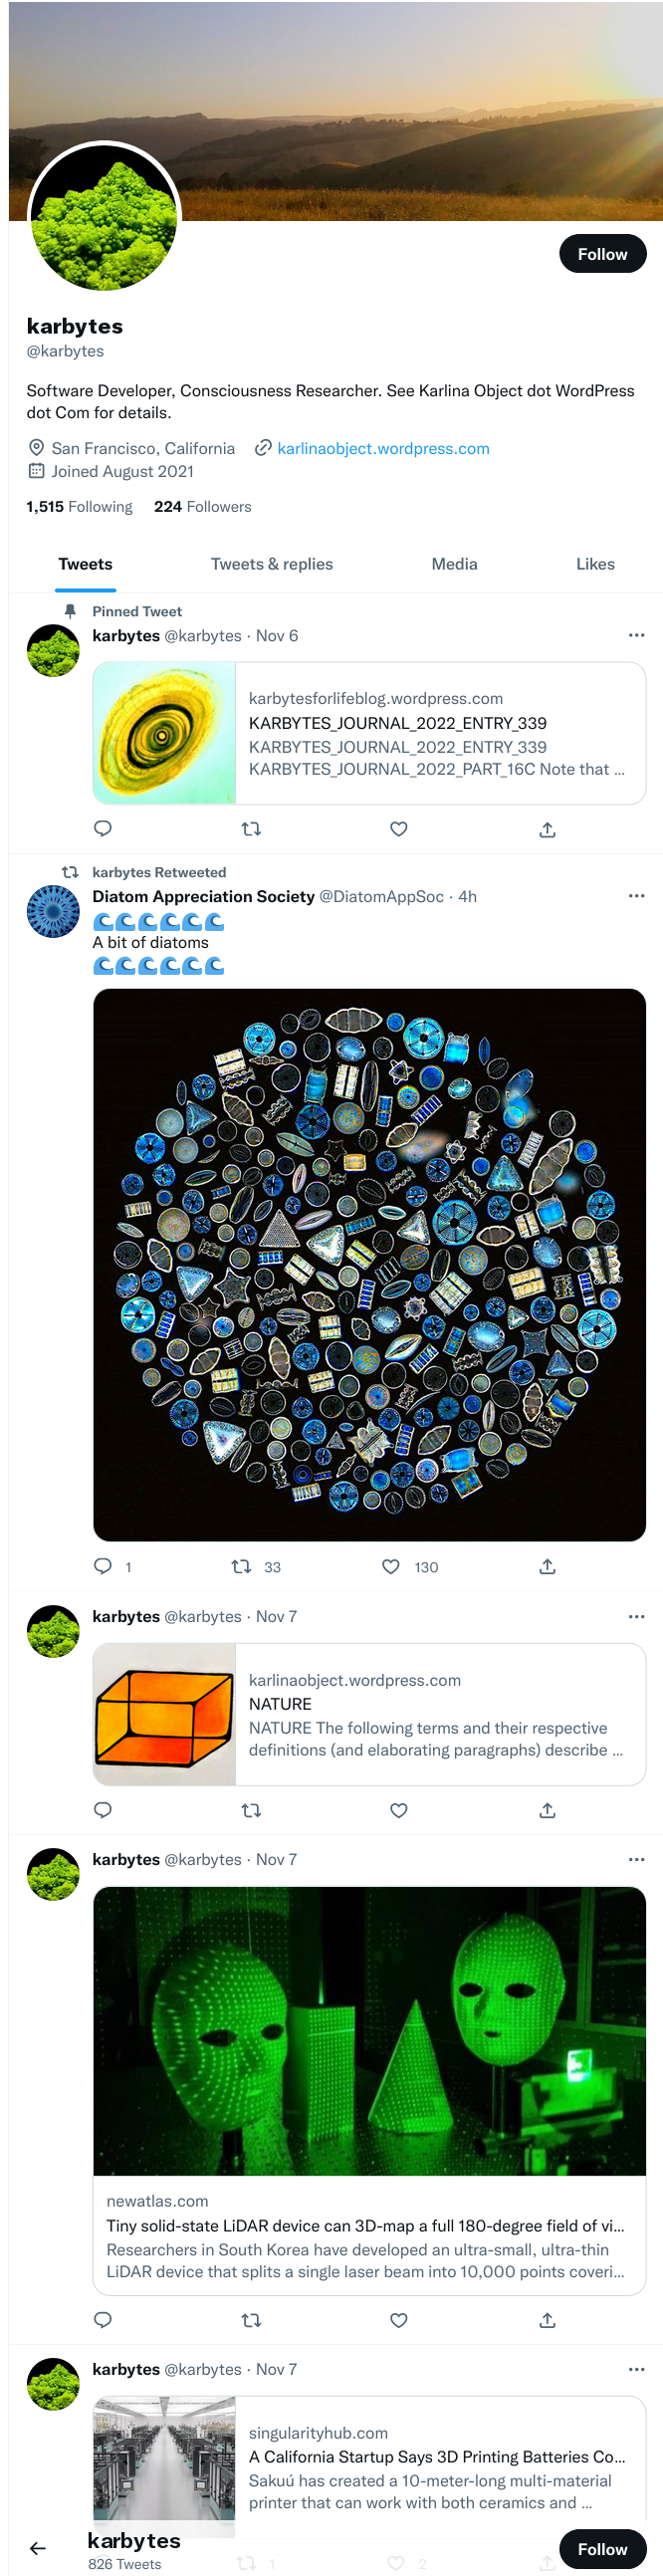 Follow
karbytes
@karbytes
Software Developer, Consciousness Researcher. See Karlina Object dot WordPress
dot Com for details.
San Francisco, California karlinaobject.wordpress.com
Joined August 2021
1,515 Following 224 Followers
Tweets Tweets & replies Media Likes
Pinned Tweet
karbytes @karbytes · Nov 6
karbytesforlifeblog.wordpress.com
KARBYTES_JOURNAL_2022_ENTRY_339
KARBYTES_JOURNAL_2022_ENTRY_339
KARBYTES_JOURNAL_2022_PART_16C Note that ...
karbytes Retweeted
Diatom Appreciation Society @DiatomAppSoc · 4h
🌊🌊🌊🌊🌊🌊
A bit of diatoms
🌊🌊🌊🌊🌊🌊
1 33 130
karbytes @karbytes · Nov 7
karlinaobject.wordpress.com
NATURE
NATURE The following terms and their respective
definitions (and elaborating paragraphs) describe ...
karbytes @karbytes · Nov 7
newatlas.com
Tiny solid-state LiDAR device can 3D-map a full 180-degree field of vi...
Researchers in South Korea have developed an ultra-small, ultra-thin
LiDAR device that splits a single laser beam into 10,000 points coveri...
karbytes @karbytes · Nov 7
singularityhub.com
A California Startup Says 3D Printing Batteries Co...
Sakuú has created a 10-meter-long multi-material
printer that can work with both ceramics and ...
karbytes
826 Tweets
1 2
Follow